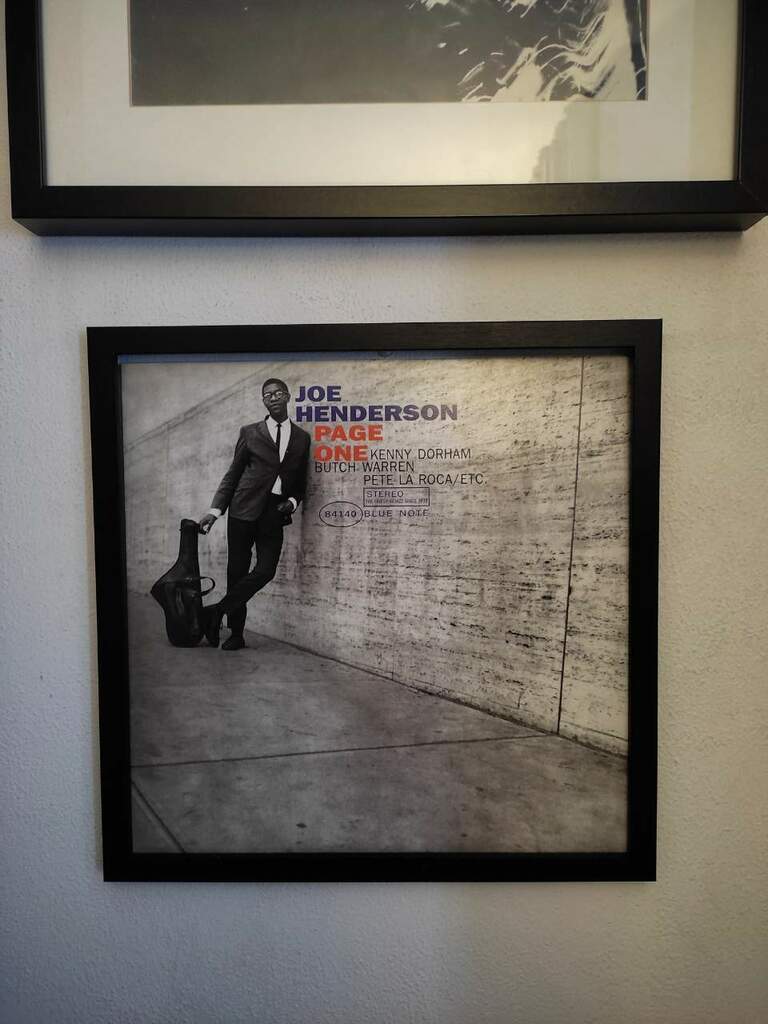 JOE
HENDERSON
PAGE
ONE KENNY DORHAM
BUTCH WARREN
PETE LA ROCA/ETC.
STEREO
84140 BLUE NOTE